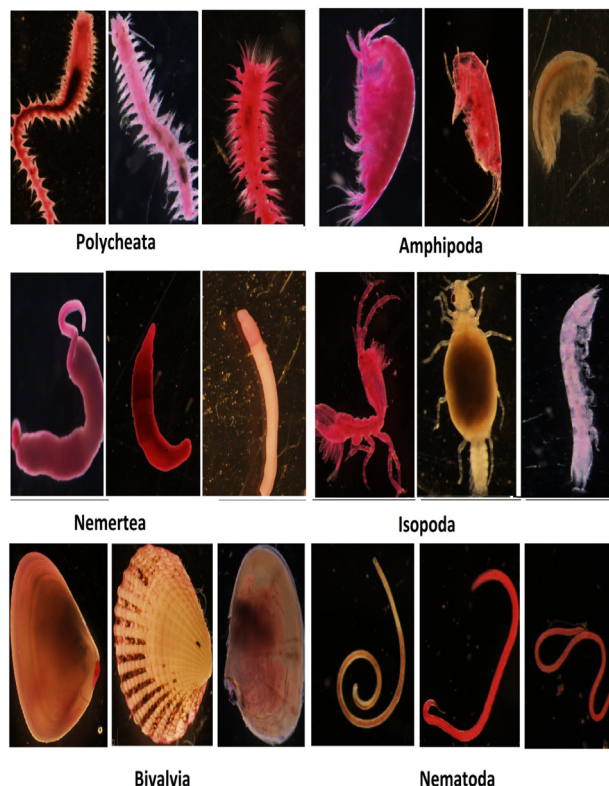 Polycheata
Amphipoda
Nemertea
Isopoda
Bivalvia
Nematoda